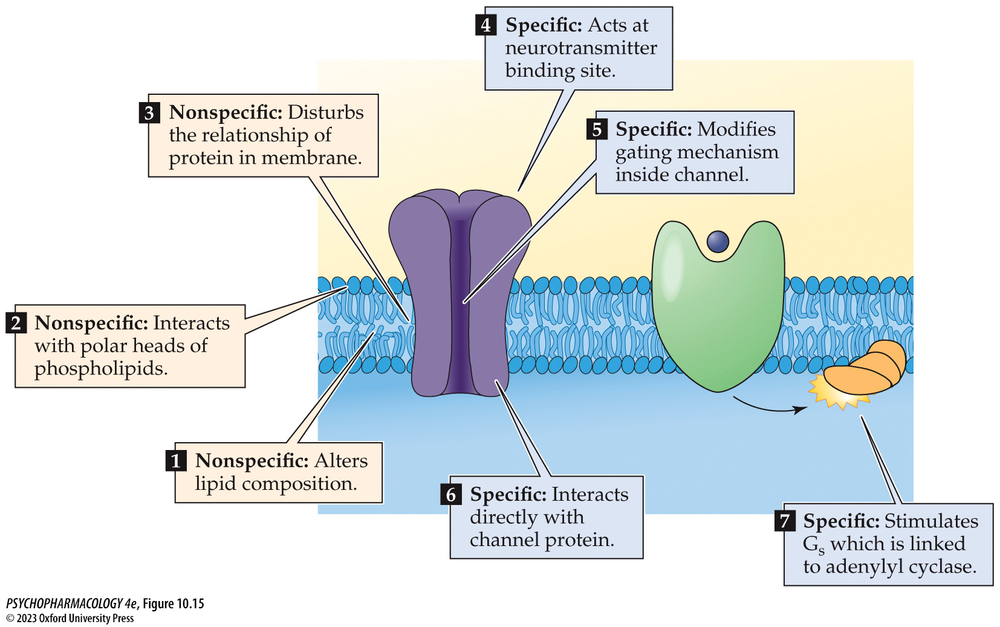 4 Specific: Acts at
neurotransmitter
binding site.
3 Nonspecific: Disturbs
the relationship of
protein in membrane.
5 Specific: Modifies
gating mechanism
inside channel.
2 Nonspecific: Interacts
with polar heads of
phospholipids.
1 Nonspecific: Alters
lipid composition.
6 Specific: Interacts
directly with
channel protein.
7 Specific: Stimulates
Gs which is linked
to adenylyl cyclase.
PSYCHOPHARMACOLOGY 4e, Figure 10.15
© 2023 Oxford University Press